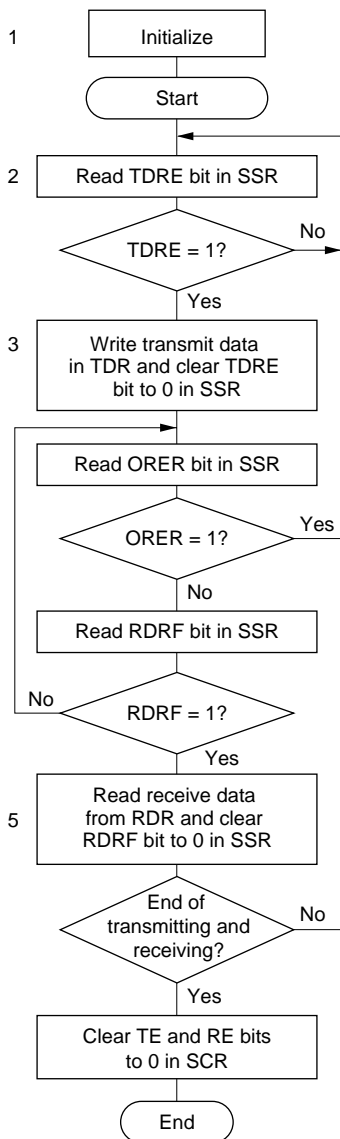 1
Initialize
Start
2
Read TDRE bit in SSR
TDRE = 1?
No
Yes
3
Write transmit data
in TDR and clear TDRE
bit to 0 in SSR
Read ORER bit in SSR
ORER = 1?
Yes
No
Read RDRF bit in SSR
No
RDRF = 1?
Yes
5
Read receive data
from RDR and clear
RDRF bit to 0 in SSR
End of
transmitting and
receiving?
No
Yes
Clear TE and RE bits
to 0 in SCR
End